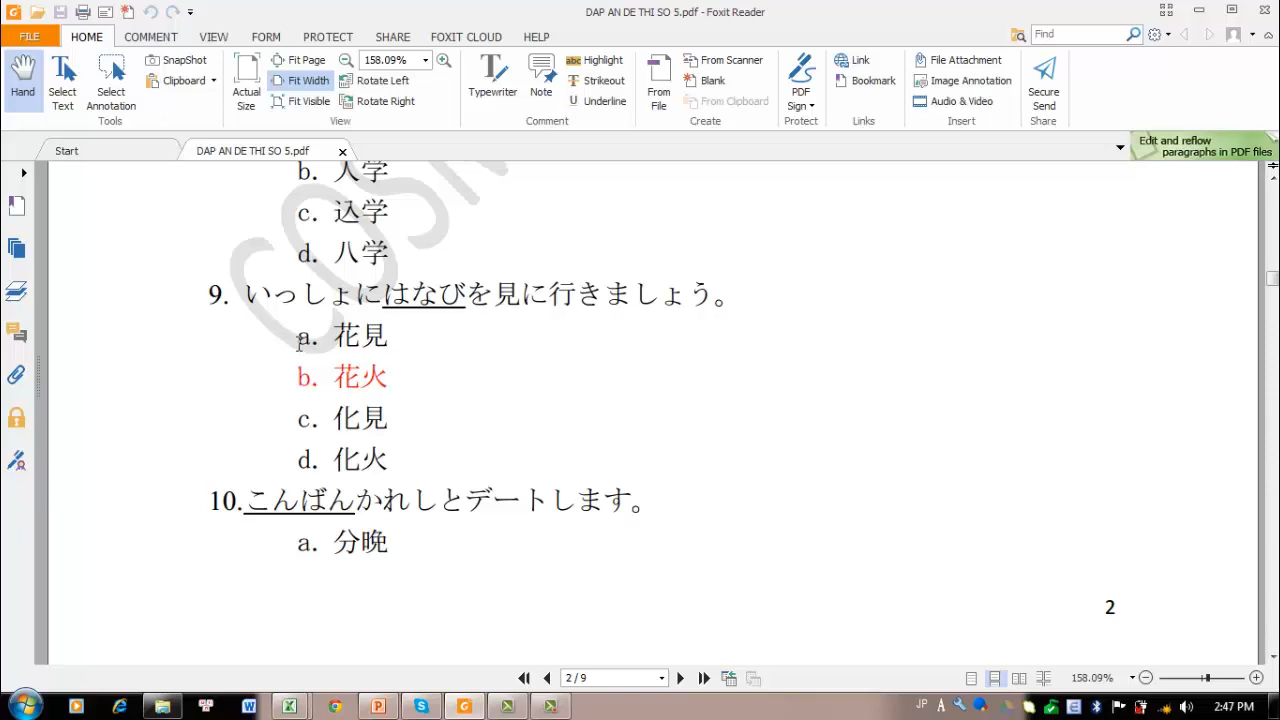 DAP AN DE THI SO 5.pdf - Foxit Reader
FILE HOME COMMENT VIEW FORM PROTECT SHARE FOXIT CLOUD HELP Find
Hand
Select Text
Select Annotation
SnapShot
Clipboard
Tools
Actual Size
Fit Page
Fit Width
Fit Visible
158.09%
Rotate Left
Rotate Right
View
Typewriter
Note
Highlight
Strikeout
Underline
Comment
From File
From Scanner
Blank
From Clipboard
Create
PDF Sign
Protect
Link
Bookmark
Links
File Attachment
Image Annotation
Audio & Video
Insert
Secure Send
Share
Start
DAP AN DE THI SO 5.pdf
Edit and reflow
paragraphs in PDF files
b. 人学
c. 込学
d. 八学
9. いっしょにはなびを見に行きましょう。
a. 花見
b. 花火
c. 化見
d. 化火
10.こんばんかれしとデートします。
a. 分晩
2
2 / 9
158.09%
JP
2:47 PM